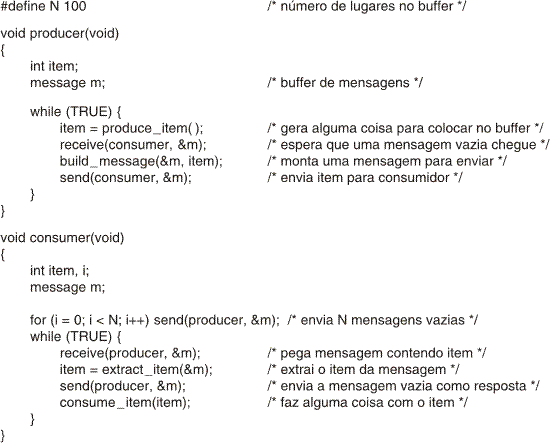 #define N 100 /* número de lugares no buffer */
void producer(void)
{
int item;
message m; /* buffer de mensagens */
while (TRUE) {
item = produce_item( ); /* gera alguma coisa para colocar no buffer */
receive(consumer, &m); /* espera que uma mensagem vazia chegue */
build_message(&m, item); /* monta uma mensagem para enviar */
send(consumer, &m); /* envia item para consumidor */
}
}
void consumer(void)
{
int item, i;
message m;
for (i = 0; i < N; i++) send(producer, &m); /* envia N mensagens vazias */
while (TRUE) {
receive(producer, &m); /* pega mensagem contendo item */
item = extract_item(&m); /* extrai o item da mensagem */
send(producer, &m); /* envia a mensagem vazia como resposta */
consume_item(item); /* faz alguma coisa com o item */
}
}